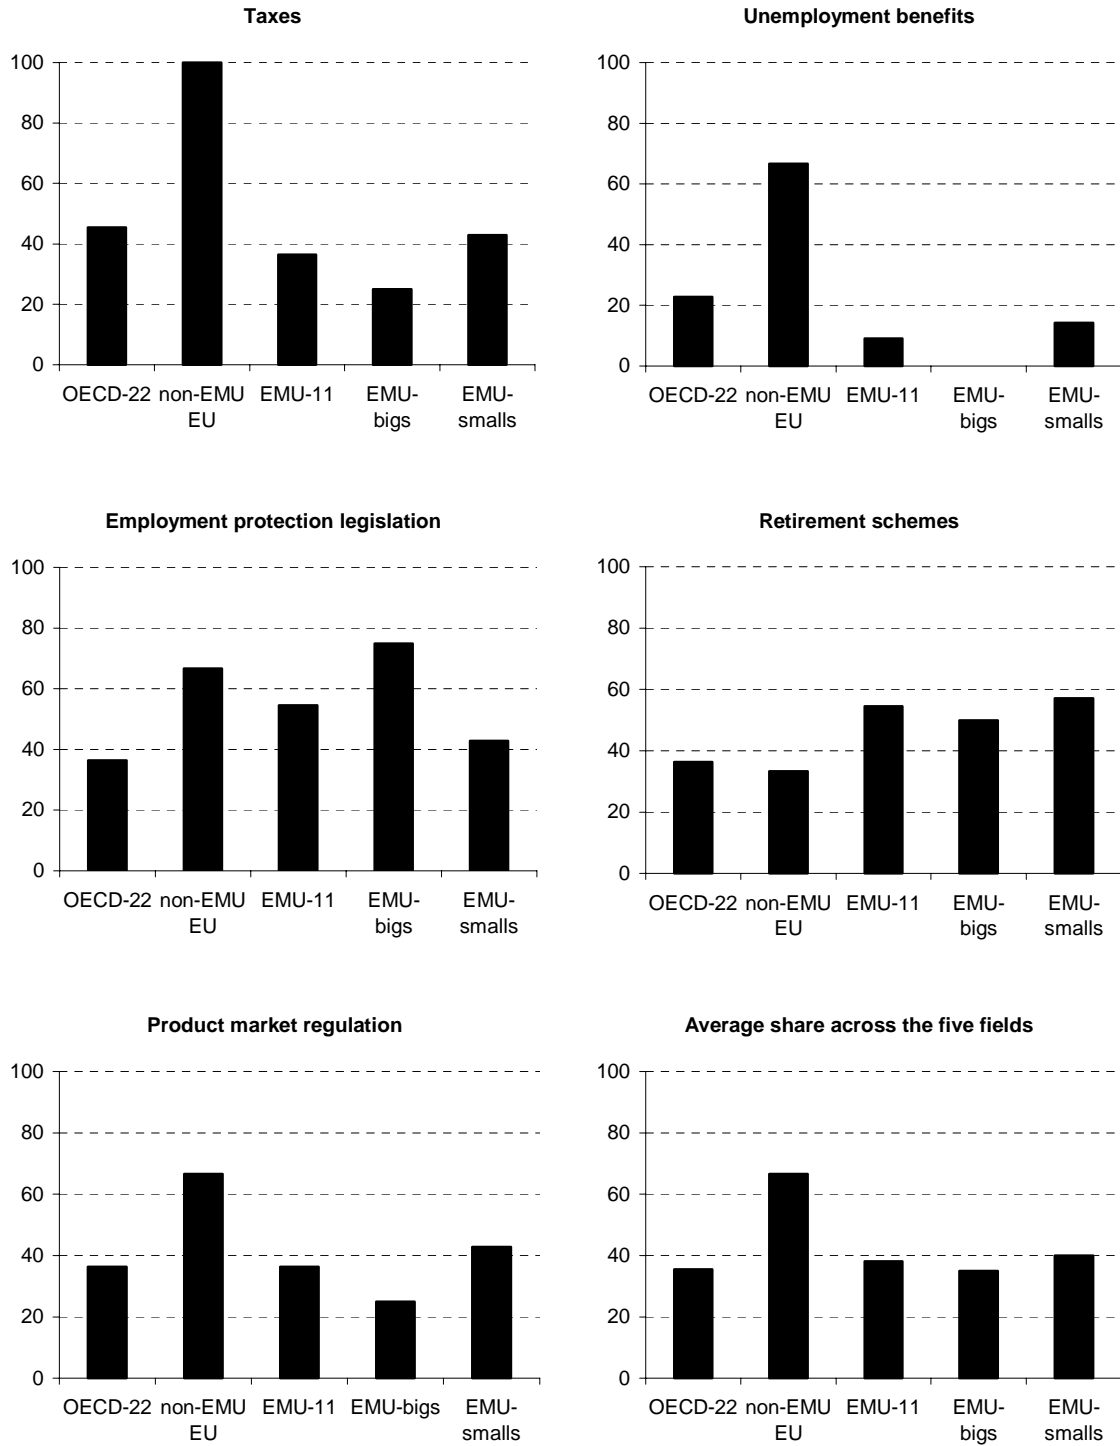 Taxes
100
80
60
40
20
0
OECD-22 non-EMU EMU-11 EMU- EMU-
EU bigs smalls
Unemployment benefits
100
80
60
40
20
0
OECD-22 non-EMU EMU-11 EMU- EMU-
EU bigs smalls
Employment protection legislation
100
80
60
40
20
0
OECD-22 non-EMU EMU-11 EMU- EMU-
EU bigs smalls
Retirement schemes
100
80
60
40
20
0
OECD-22 non-EMU EMU-11 EMU- EMU-
EU bigs smalls
Product market regulation
100
80
60
40
20
0
OECD-22 non-EMU EMU-11 EMU-bigs EMU-
EU smalls
Average share across the five fields
100
80
60
40
20
0
OECD-22 non-EMU EMU-11 EMU- EMU-
EU bigs smalls